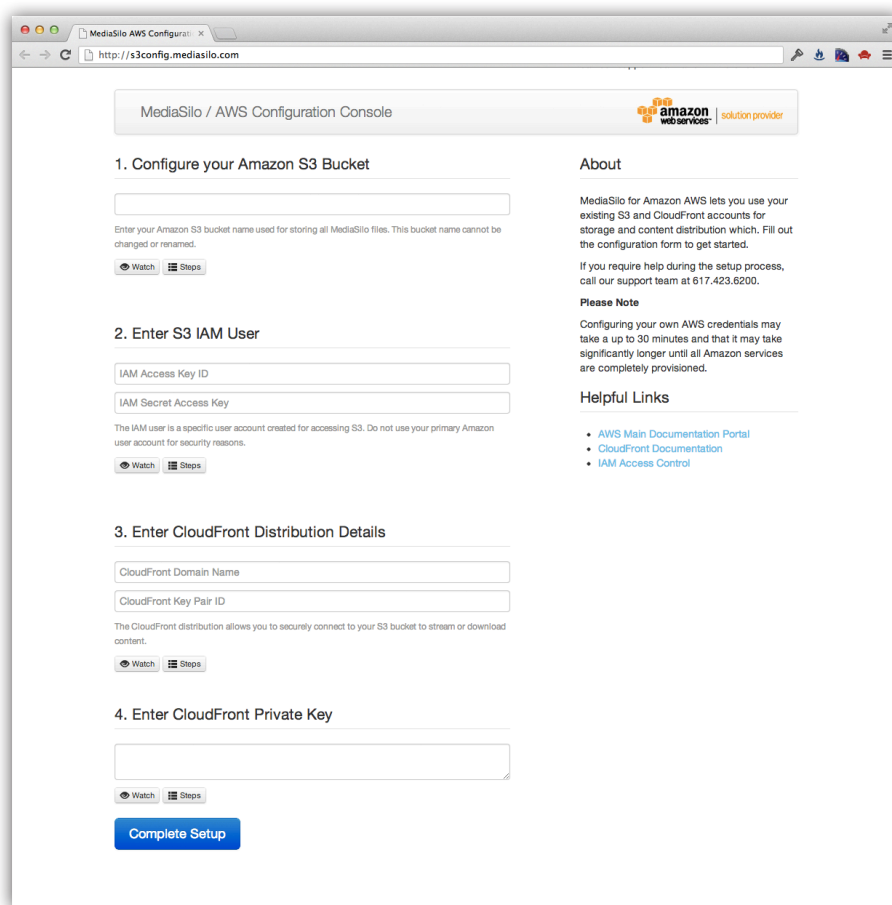 MediaSilo AWS Configurati
http://s3config.mediasilo.com
MediaSilo / AWS Configuration Console
amazon
web services™
solution provider
1. Configure your Amazon S3 Bucket
Enter your Amazon S3 bucket name used for storing all MediaSilo files. This bucket name cannot be
changed or renamed.
Watch
Steps
2. Enter S3 IAM User
IAM Access Key ID
IAM Secret Access Key
The IAM user is a specific user account created for accessing S3. Do not use your primary Amazon
user account for security reasons.
Watch
Steps
3. Enter CloudFront Distribution Details
CloudFront Domain Name
CloudFront Key Pair ID
The CloudFront distribution allows you to securely connect to your S3 bucket to stream or download
content.
Watch
Steps
4. Enter CloudFront Private Key
Watch
Steps
Complete Setup
About
MediaSilo for Amazon AWS lets you use your
existing S3 and CloudFront accounts for
storage and content distribution which. Fill out
the configuration form to get started.
If you require help during the setup process,
call our support team at 617.423.6200.
Please Note
Configuring your own AWS credentials may
take a up to 30 minutes and that it may take
significantly longer until all Amazon services
are completely provisioned.
Helpful Links
AWS Main Documentation Portal
CloudFront Documentation
IAM Access Control